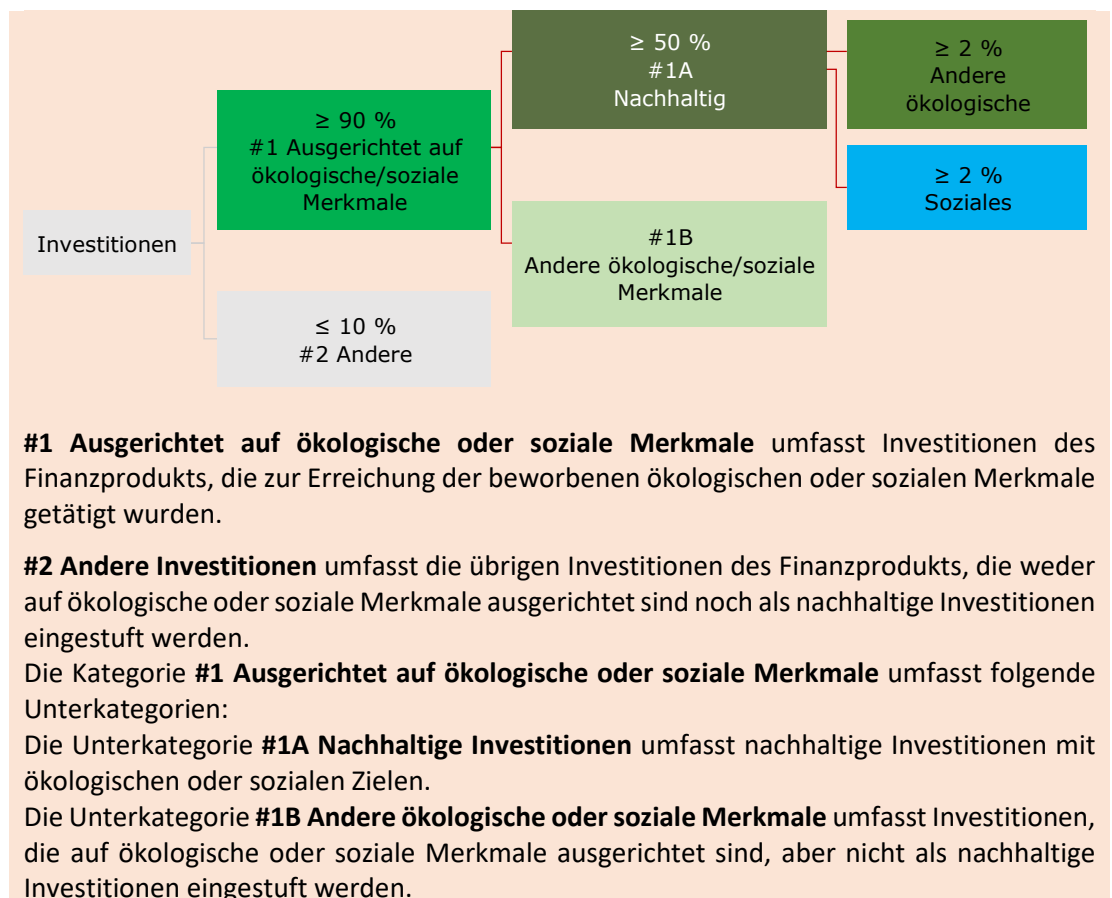 Investitionen
≥ 90 %
#1 Ausgerichtet auf
ökologische/soziale
Merkmale
≤ 10 %
#2 Andere
≥ 50 %
#1A
Nachhaltig
#1B
Andere ökologische/soziale
Merkmale
≥ 2 %
Andere
ökologische
≥ 2 %
Soziales
#1 Ausgerichtet auf ökologische oder soziale Merkmale umfasst Investitionen des
Finanzprodukts, die zur Erreichung der beworbenen ökologischen oder sozialen Merkmale
getätigt wurden.
#2 Andere Investitionen umfasst die übrigen Investitionen des Finanzprodukts, die weder
auf ökologische oder soziale Merkmale ausgerichtet sind noch als nachhaltige Investitionen
eingestuft werden.
Die Kategorie #1 Ausgerichtet auf ökologische oder soziale Merkmale umfasst folgende
Unterkategorien:
Die Unterkategorie #1A Nachhaltige Investitionen umfasst nachhaltige Investitionen mit
ökologischen oder sozialen Zielen.
Die Unterkategorie #1B Andere ökologische oder soziale Merkmale umfasst Investitionen,
die auf ökologische oder soziale Merkmale ausgerichtet sind, aber nicht als nachhaltige
Investitionen eingestuft werden.